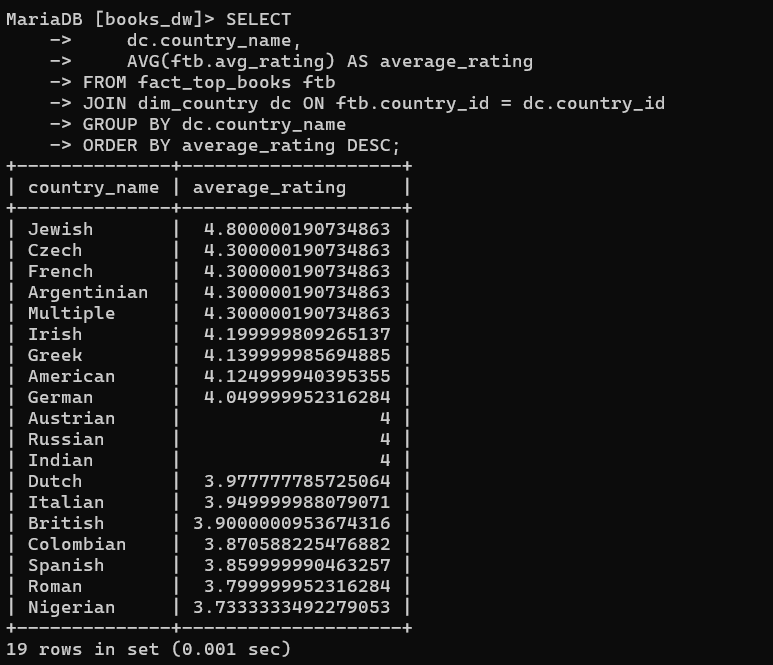 MariaDB [books_dw]> SELECT
    ->     dc.country_name,
    ->     AVG(ftb.avg_rating) AS average_rating
    -> FROM fact_top_books ftb
    -> JOIN dim_country dc ON ftb.country_id = dc.country_id
    -> GROUP BY dc.country_name
    -> ORDER BY average_rating DESC;
+--------------+--------------------+
| country_name | average_rating     |
+--------------+--------------------+
| Jewish       |  4.800000190734863 |
| Czech        |  4.300000190734863 |
| French       |  4.300000190734863 |
| Argentinian  |  4.300000190734863 |
| Multiple     |  4.300000190734863 |
| Irish        |  4.199999809265137 |
| Greek        |  4.139999985694885 |
| American     |  4.124999940395355 |
| German       |  4.049999952316284 |
| Austrian     |                  4 |
| Russian      |                  4 |
| Indian       |                  4 |
| Dutch        |  3.977777785725064 |
| Italian      |  3.949999988079071 |
| British      | 3.9000000953674316 |
| Colombian    |  3.870588225476882 |
| Spanish      |  3.859999990463257 |
| Roman        |  3.799999952316284 |
| Nigerian     | 3.7333333492279053 |
+--------------+--------------------+
19 rows in set (0.001 sec)